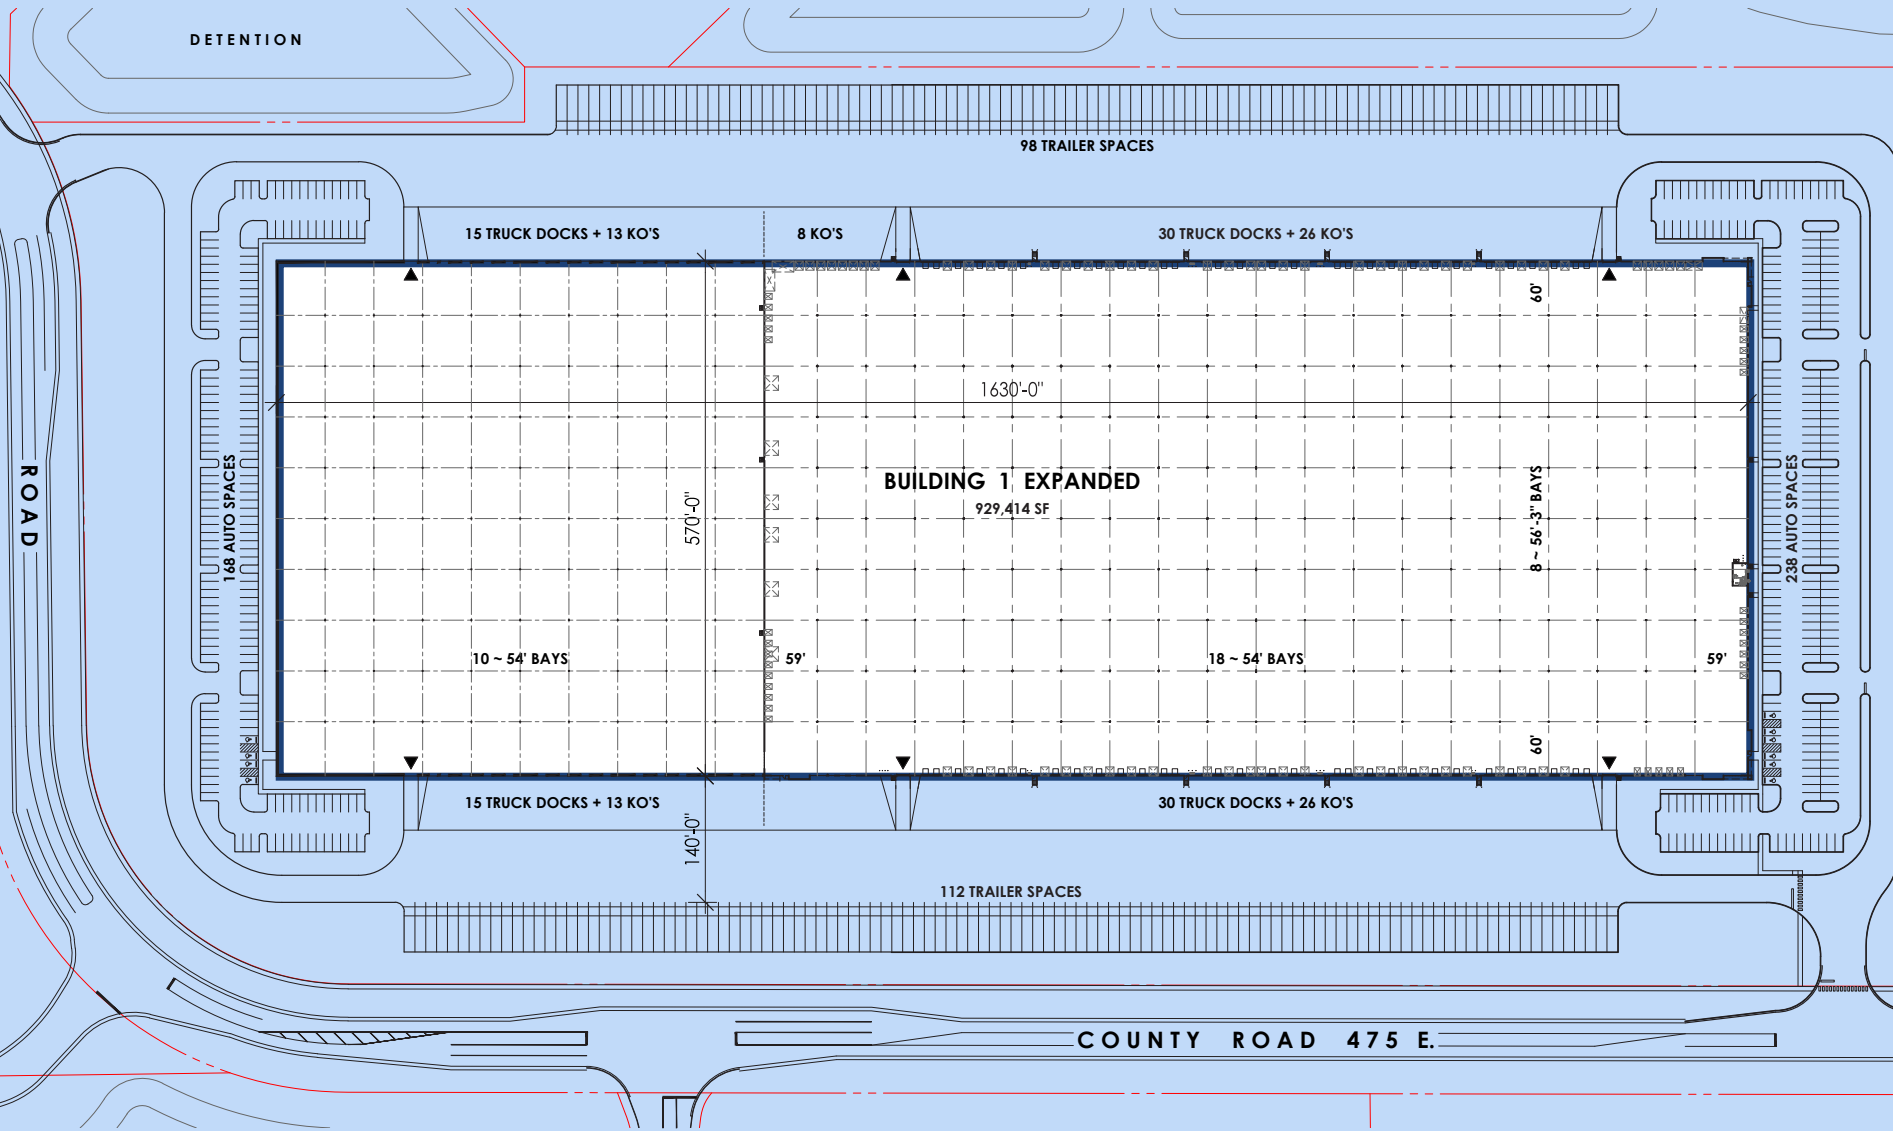 DETENTION
98 TRAILER SPACES
15 TRUCK DOCKS + 13 KO'S
8 KO'S
30 TRUCK DOCKS + 26 KO'S
60'
1630'-0"
ROAD
168 AUTO SPACES
570'-0"
BUILDING 1 EXPANDED
929,414 SF
8 ~ 56'-3" BAYS
238 AUTO SPACES
10 ~ 54' BAYS
59'
18 ~ 54' BAYS
59'
60'
15 TRUCK DOCKS + 13 KO'S
30 TRUCK DOCKS + 26 KO'S
140'-0"
112 TRAILER SPACES
COUNTY ROAD 475 E.